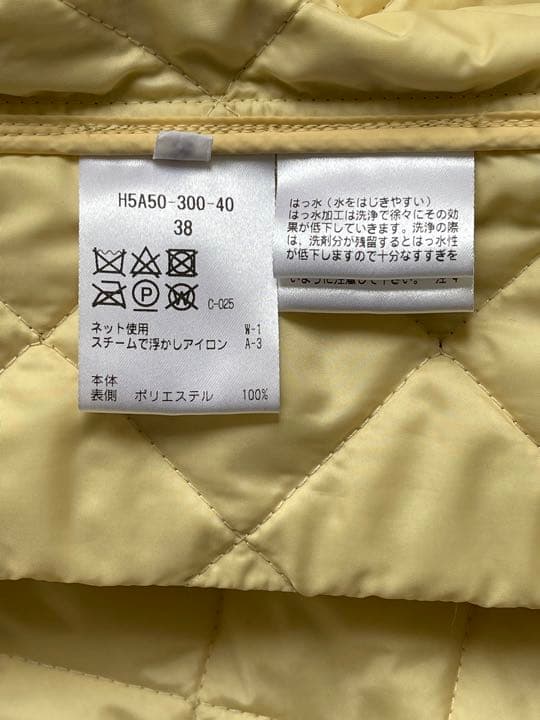 H5A50-300-40
38
P
W
C-025
ネット使用 W-1
スチームで浮かしアイロン A-3
本体
表側 ポリエステル 100%
はっ水(水をはじきやすい)
はっ水加工は洗浄で徐々にその効
果が低下していきます。洗浄の際
は、洗剤分が残留するとはっ水性
が低下しますので十分なすすぎを